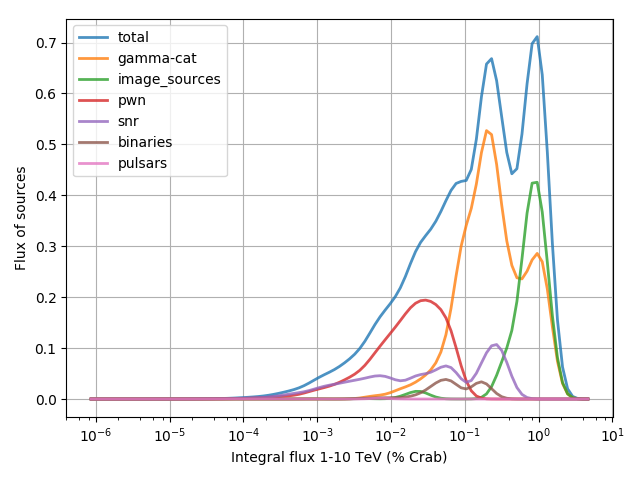 total
gamma-cat
image_sources
pwn
snr
binaries
pulsars
Flux of sources
0.7
0.6
0.5
0.4
0.3
0.2
0.1
0.0
10⁻⁶ 10⁻⁵ 10⁻⁴ 10⁻³ 10⁻² 10⁻¹ 10⁰ 10¹
Integral flux 1-10 TeV (% Crab)